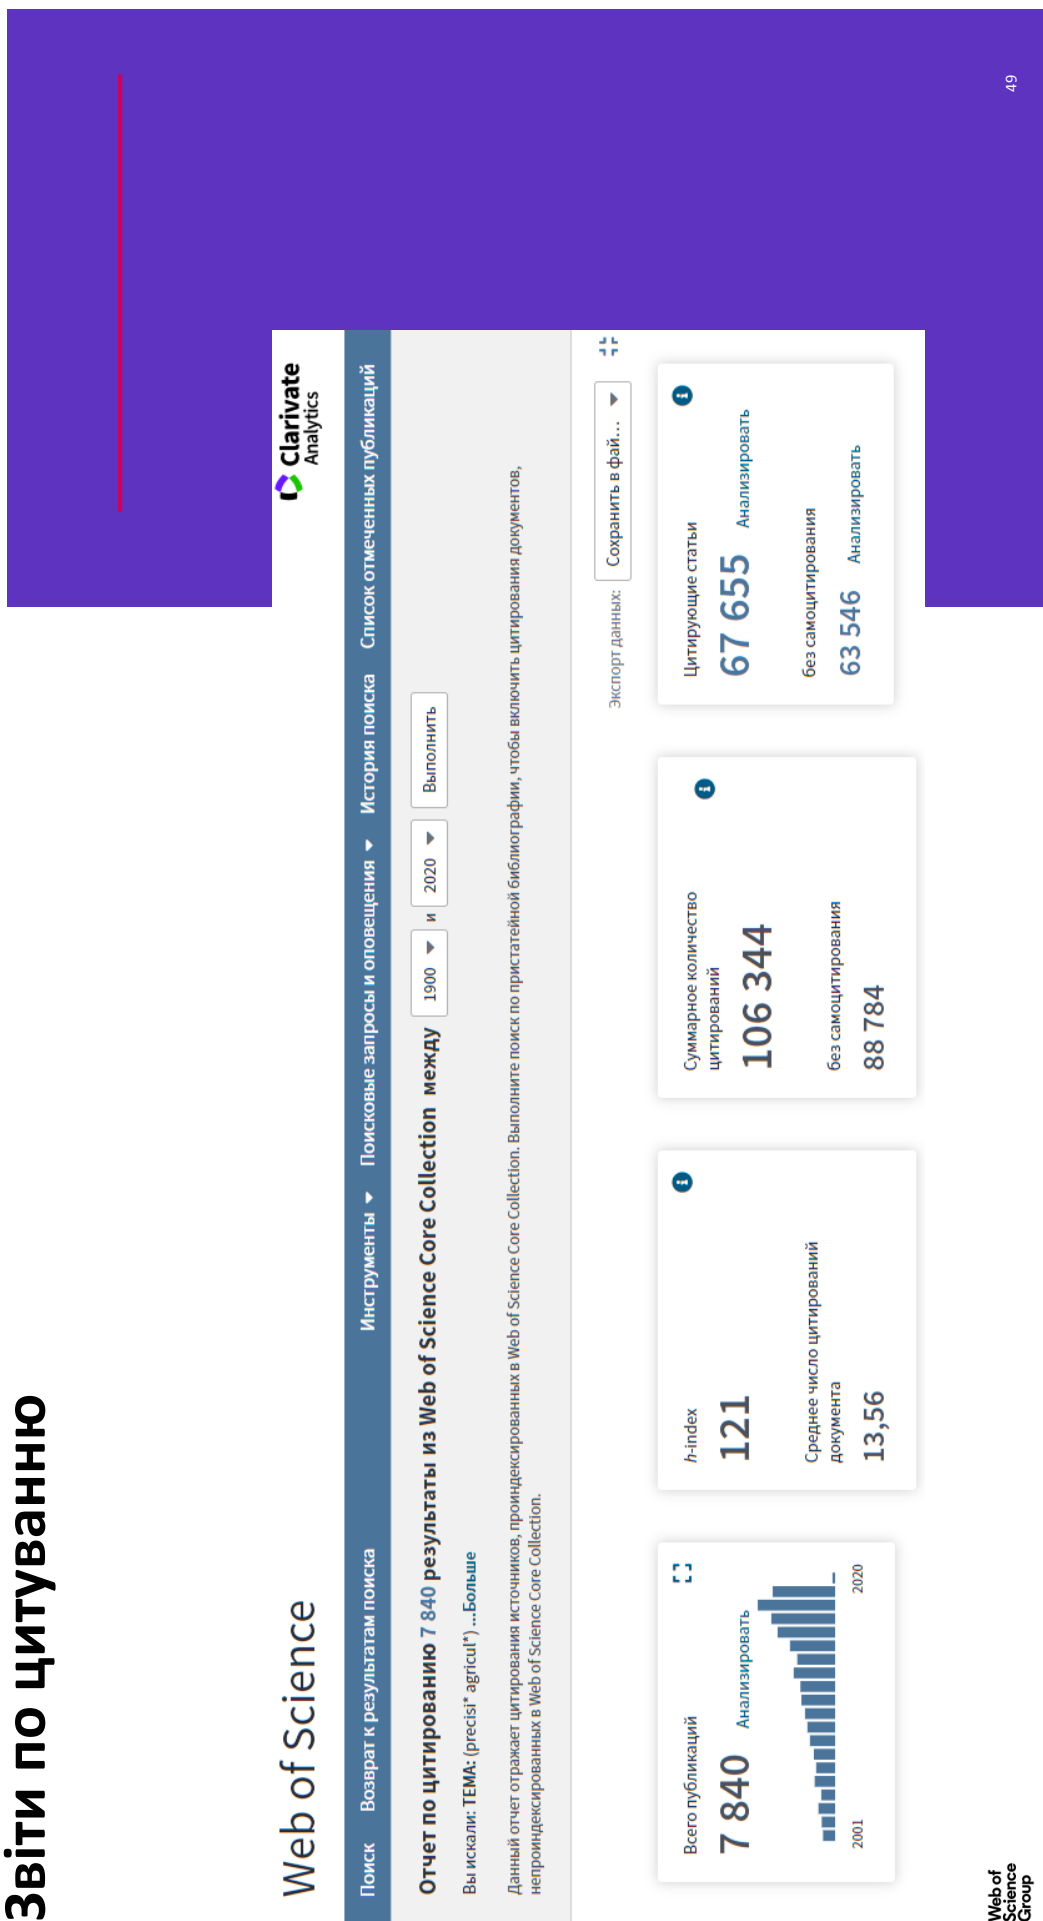 Звіти по цитуванню
Web of Science
Clarivate
Analytics
Поиск Возврат к результатам поиска Инструменты Поисковые запросы и оповещения История поиска Список отмеченных публикаций
Отчет по цитированию 7 840 результаты из Web of Science Core Collection между 1900 и 2020 Выполнить
Вы искали: ТЕМА: (precisi* agricul*) ...Больше
Данный отчет отражает цитирования источников, проиндексированных в Web of Science Core Collection. Выполните поиск по пристатейной библиографии, чтобы включить цитирования документов,
непроиндексированных в Web of Science Core Collection.
Экспорт данных: Сохранить в фай...
Всего публикаций
7 840 Анализировать
2001 2020
h-index
121
Среднее число цитирований
документа
13,56
Суммарное количество
цитирований
106 344
без самоцитирования
88 784
Цитирующие статьи
67 655 Анализировать
без самоцитирования
63 546 Анализировать
Web of
Science
Group
49